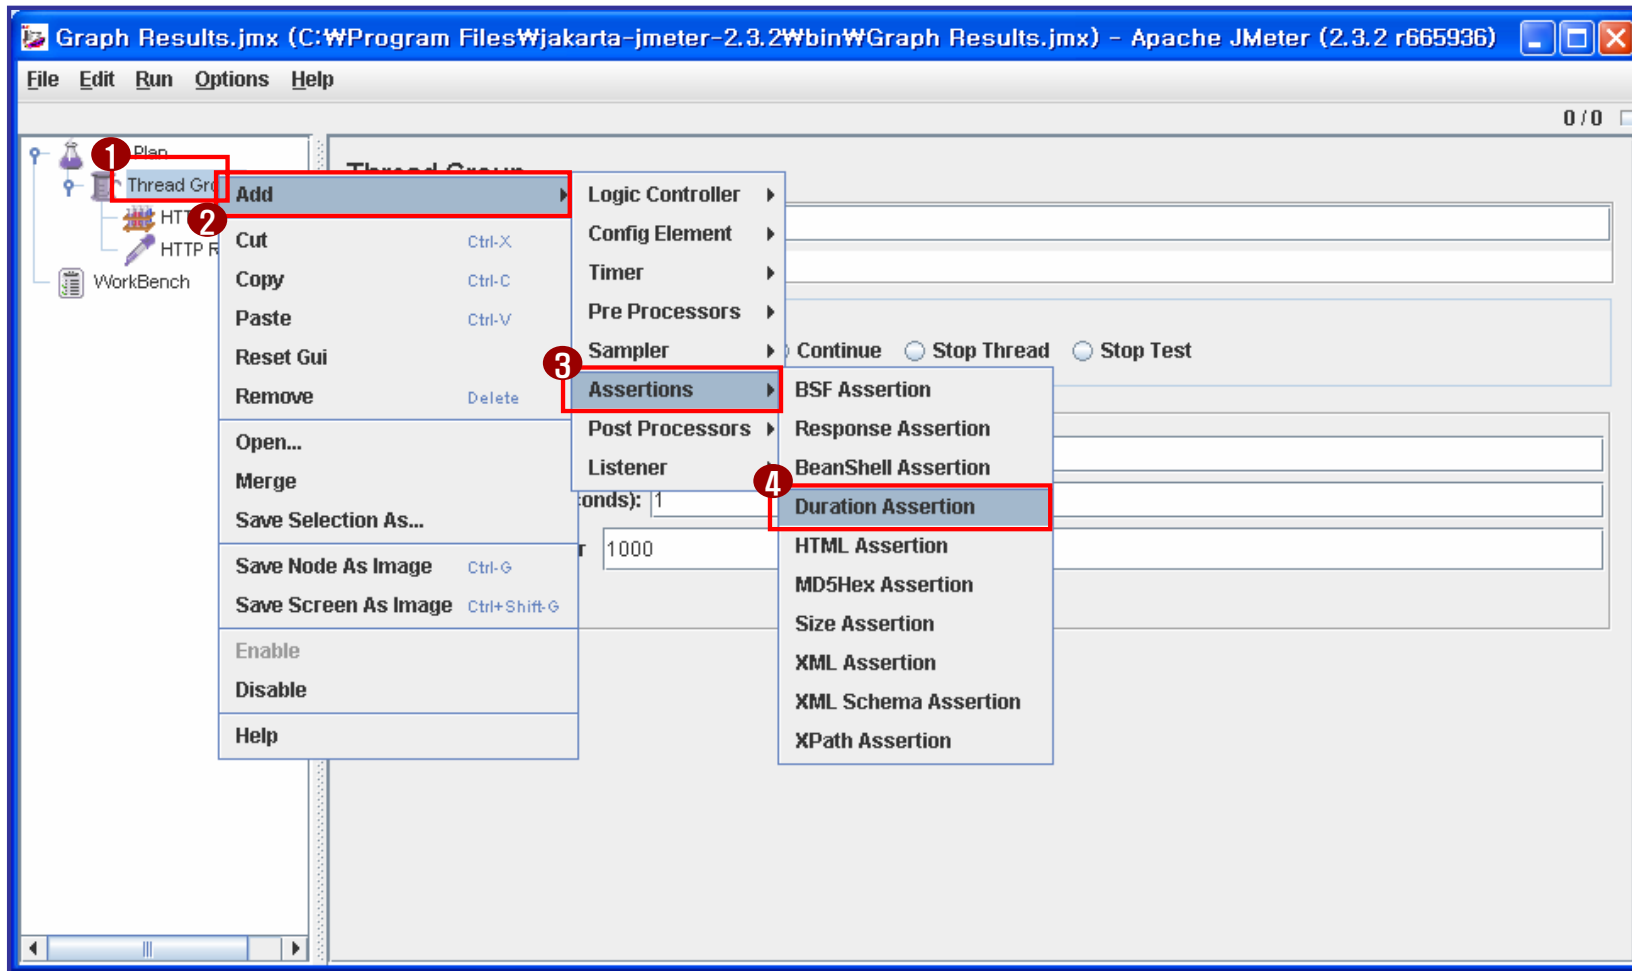 Graph Results.jmx (C:₩Program Files₩jakarta-jmeter-2.3.2₩bin₩Graph Results.jmx) - Apache JMeter (2.3.2 r665936)
File Edit Run Options Help
0 / 0
1
Plan
Thread Gro
2
HTT
HTTP R
WorkBench
Thread Group
Add
Cut Ctrl-X
Copy Ctrl-C
Paste Ctrl-V
Reset Gui
Remove Delete
Open...
Merge
Save Selection As...
Save Node As Image Ctrl-G
Save Screen As Image Ctrl+Shift-G
Enable
Disable
Help
Logic Controller
Config Element
Timer
Pre Processors
Sampler
3
Assertions
Post Processors
Listener
Continue Stop Thread Stop Test
onds): 1
r 1000
BSF Assertion
Response Assertion
BeanShell Assertion
4
Duration Assertion
HTML Assertion
MD5Hex Assertion
Size Assertion
XML Assertion
XML Schema Assertion
XPath Assertion